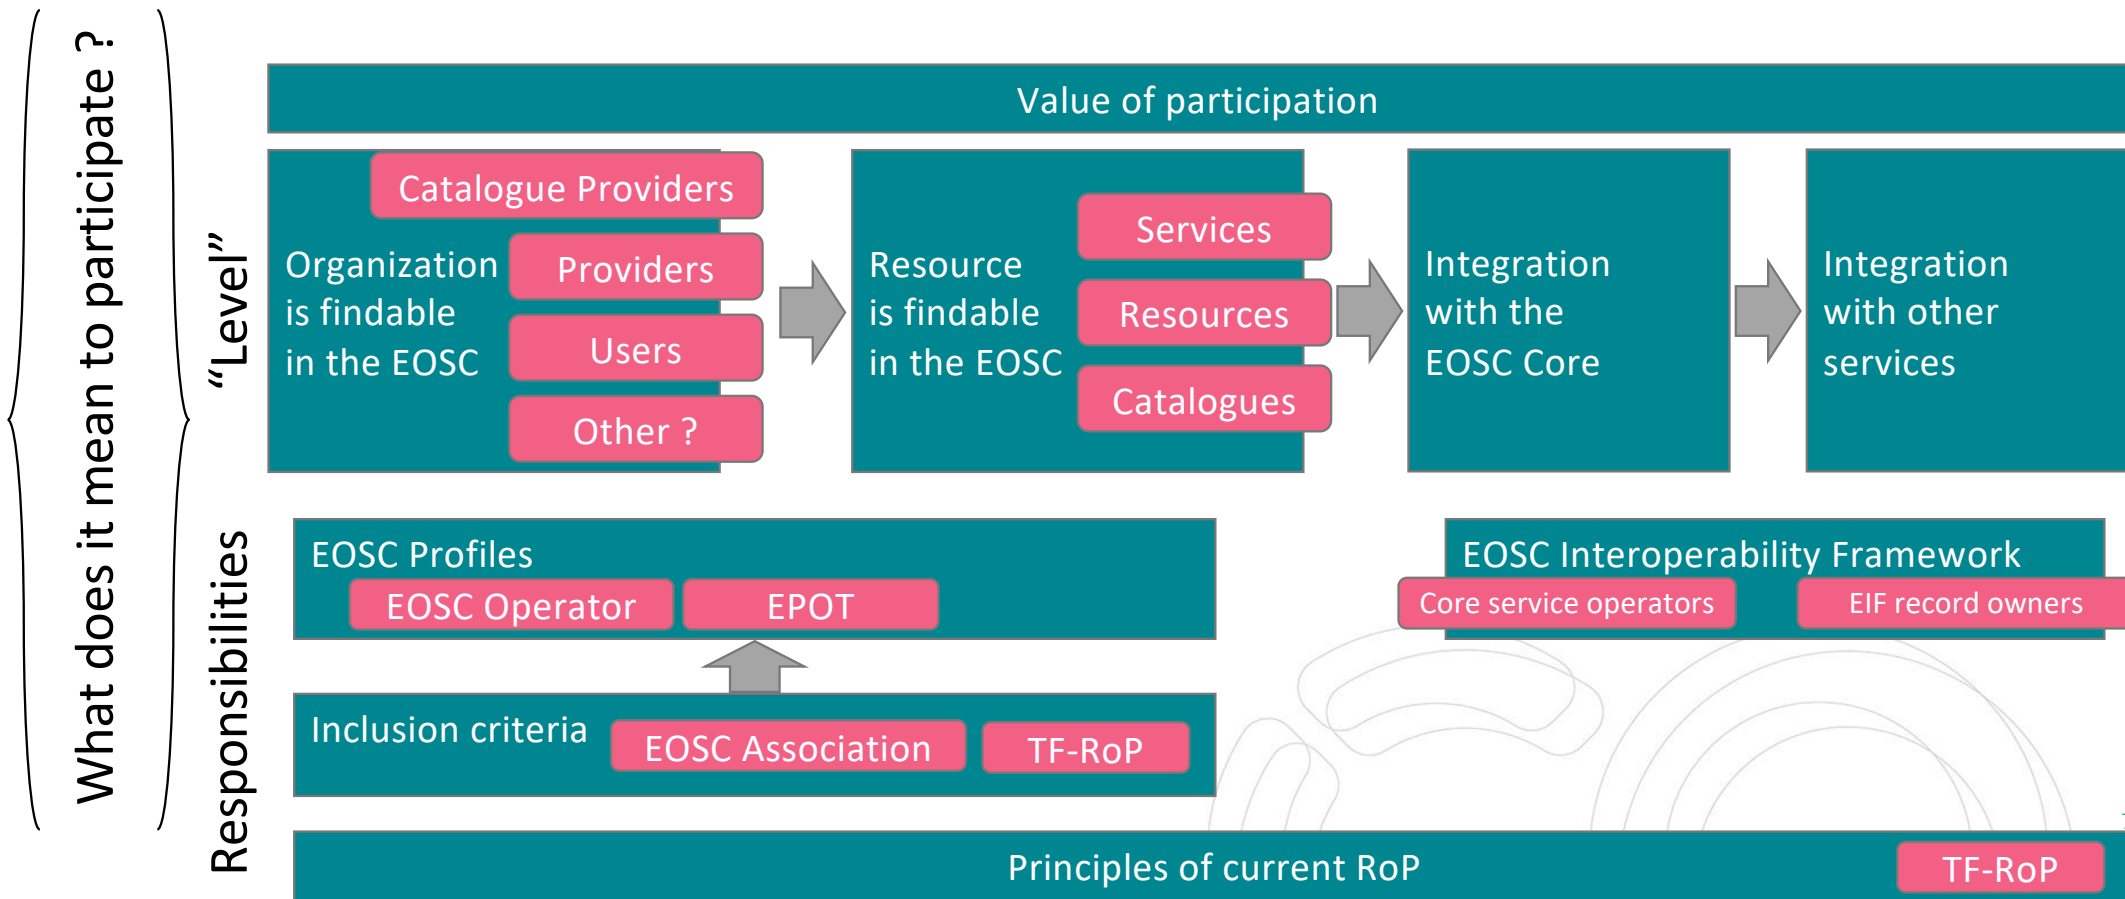 What does it mean to participate ?
"Level"
Responsibilities
Value of participation
Catalogue Providers
Organization
is findable
in the EOSC
Providers
Users
Other ?
Resource
is findable
in the EOSC
Services
Resources
Catalogues
Integration
with the
EOSC Core
Integration
with other
services
EOSC Profiles
EOSC Operator
EPOT
EOSC Interoperability Framework
Core service operators
EIF record owners
Inclusion criteria
EOSC Association
TF-RoP
Principles of current RoP
TF-RoP